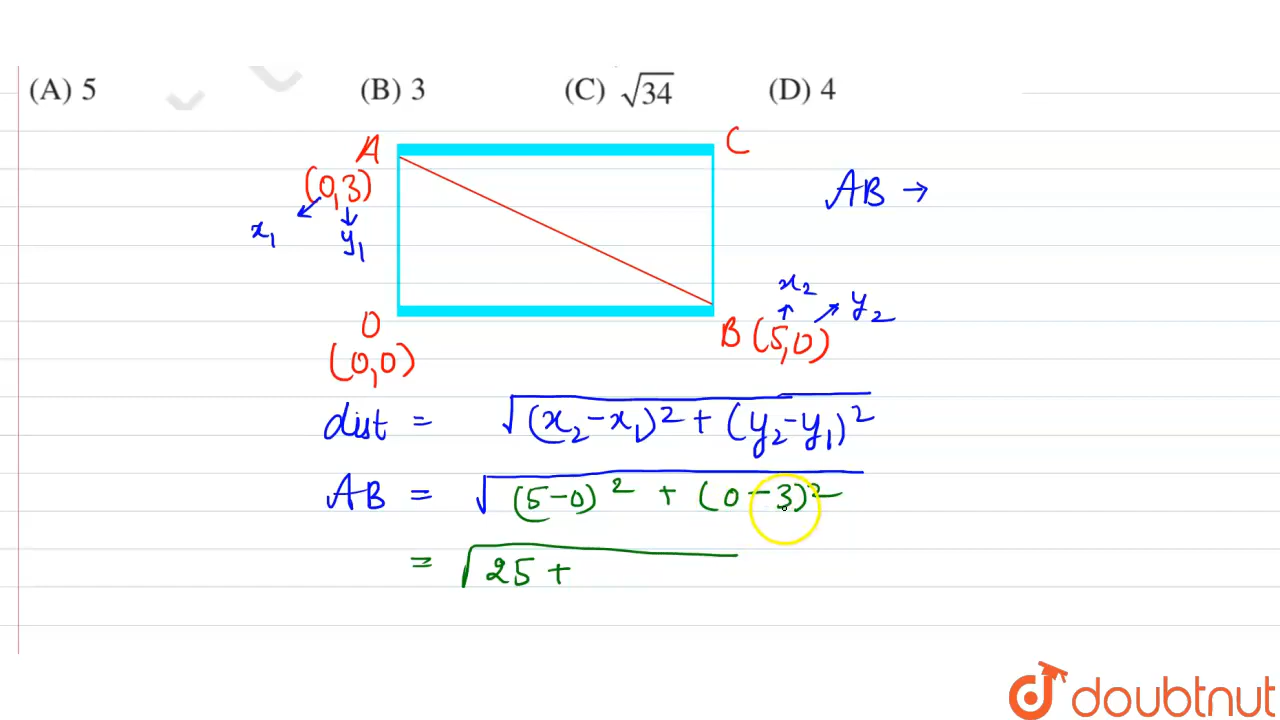 (A) 5 (B) 3 (C) √34 (D) 4
A C
(0,3) AB →
x₁ y₁
x₂ y₂
O B (5,0)
(0,0)
dist = √(x₂-x₁)² + (y₂-y₁)²
AB = √(5-0)² + (0-3)²
= √25 +
doubtnut